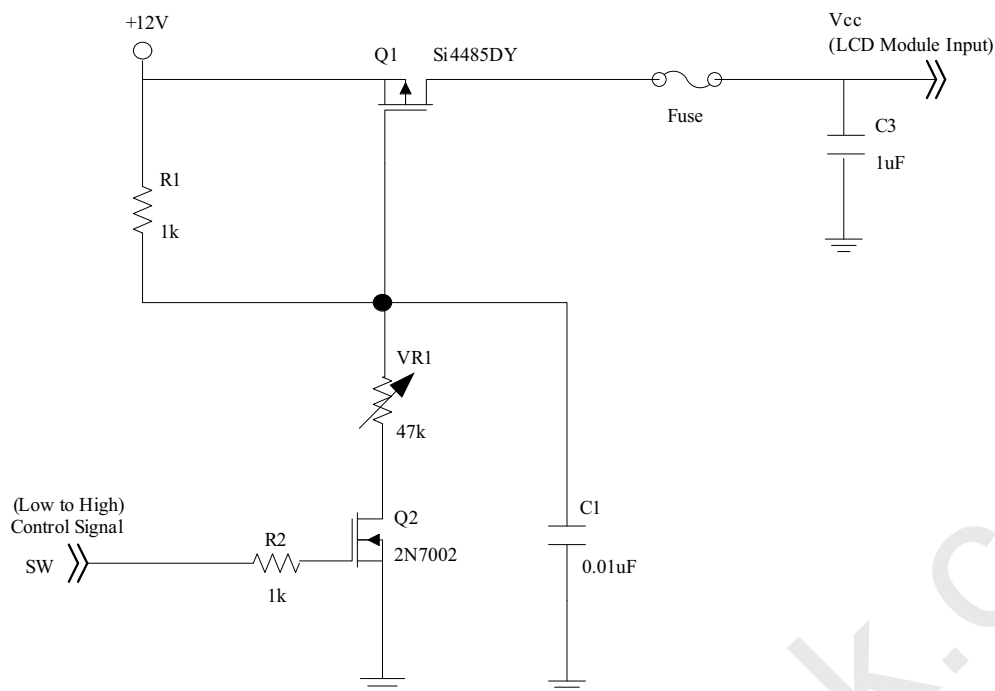 +12V
Q1
Si4485DY
Vcc
(LCD Module Input)
Fuse
C3
1uF
R1
1k
VR1
47k
(Low to High)
Control Signal
SW
R2
1k
Q2
2N7002
C1
0.01uF
k.c